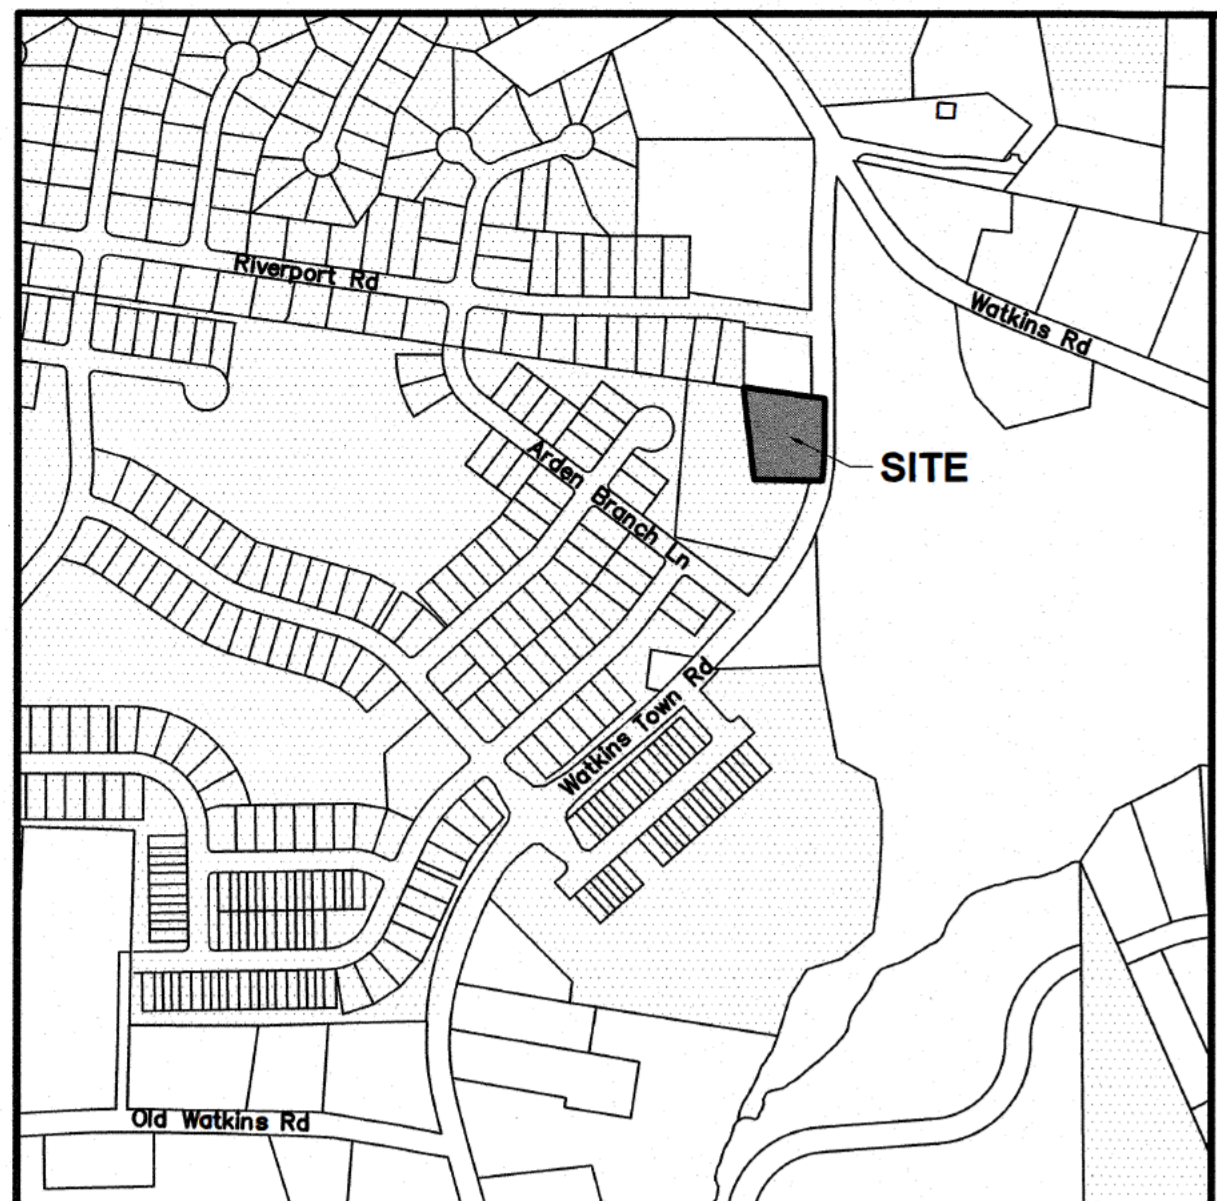 Riverport Rd
Watkins Rd
SITE
Arden Branch Ln
Watkins Town Rd
Old Watkins Rd